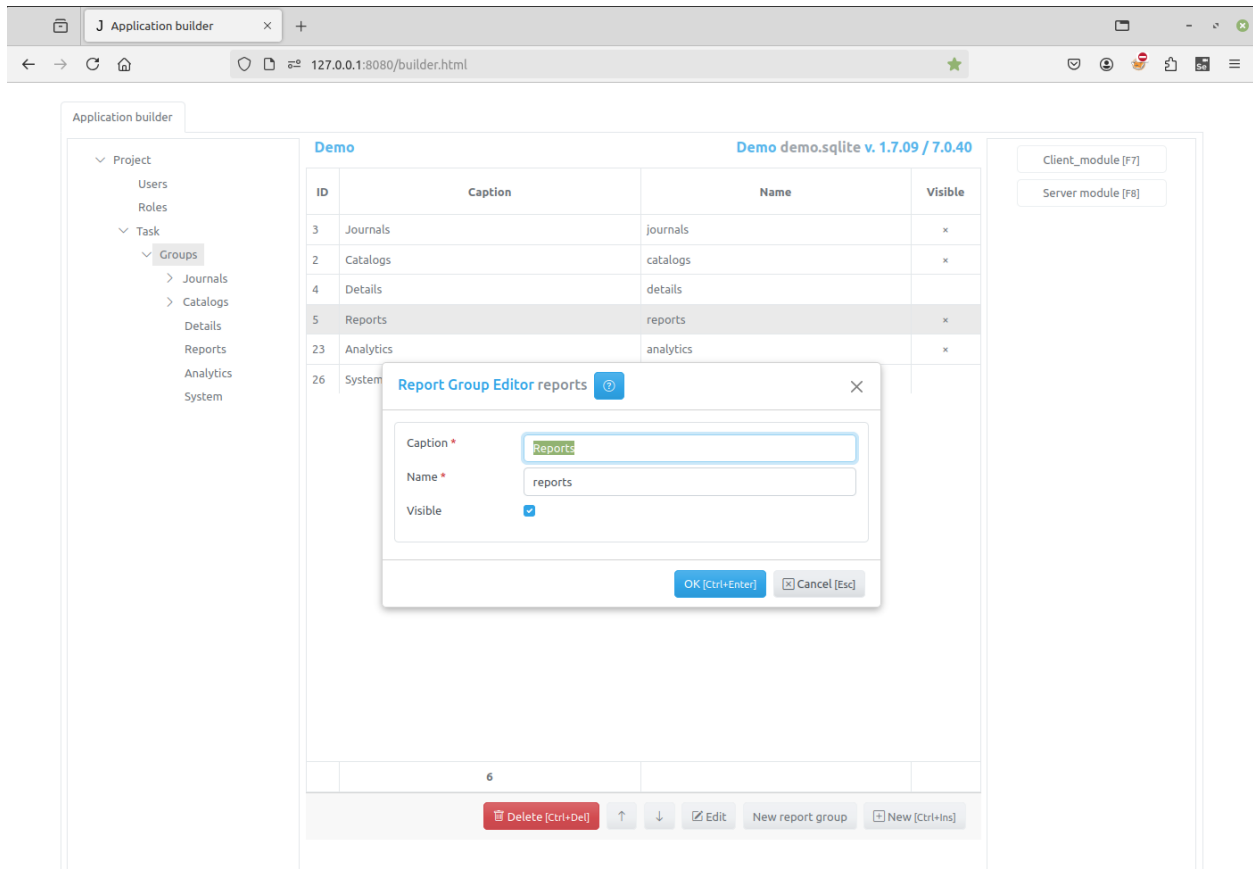 J Application builder
127.0.0.1:8080/builder.html
Se
Application builder
Project
Users
Roles
Task
Groups
Journals
Catalogs
Details
Reports
Analytics
System
Demo
Demo demo.sqlite v. 1.7.09 / 7.0.40
ID Caption Name Visible
3 Journals journals ×
2 Catalogs catalogs ×
4 Details details
5 Reports reports ×
23 Analytics analytics ×
26 System
Client_module [F7]
Server module [F8]
Report Group Editor reports
Caption * Reports
Name * reports
Visible
OK [Ctrl+Enter] Cancel [Esc]
6
Delete [Ctrl+Del] ↑ ↓ Edit New report group New [Ctrl+Ins]